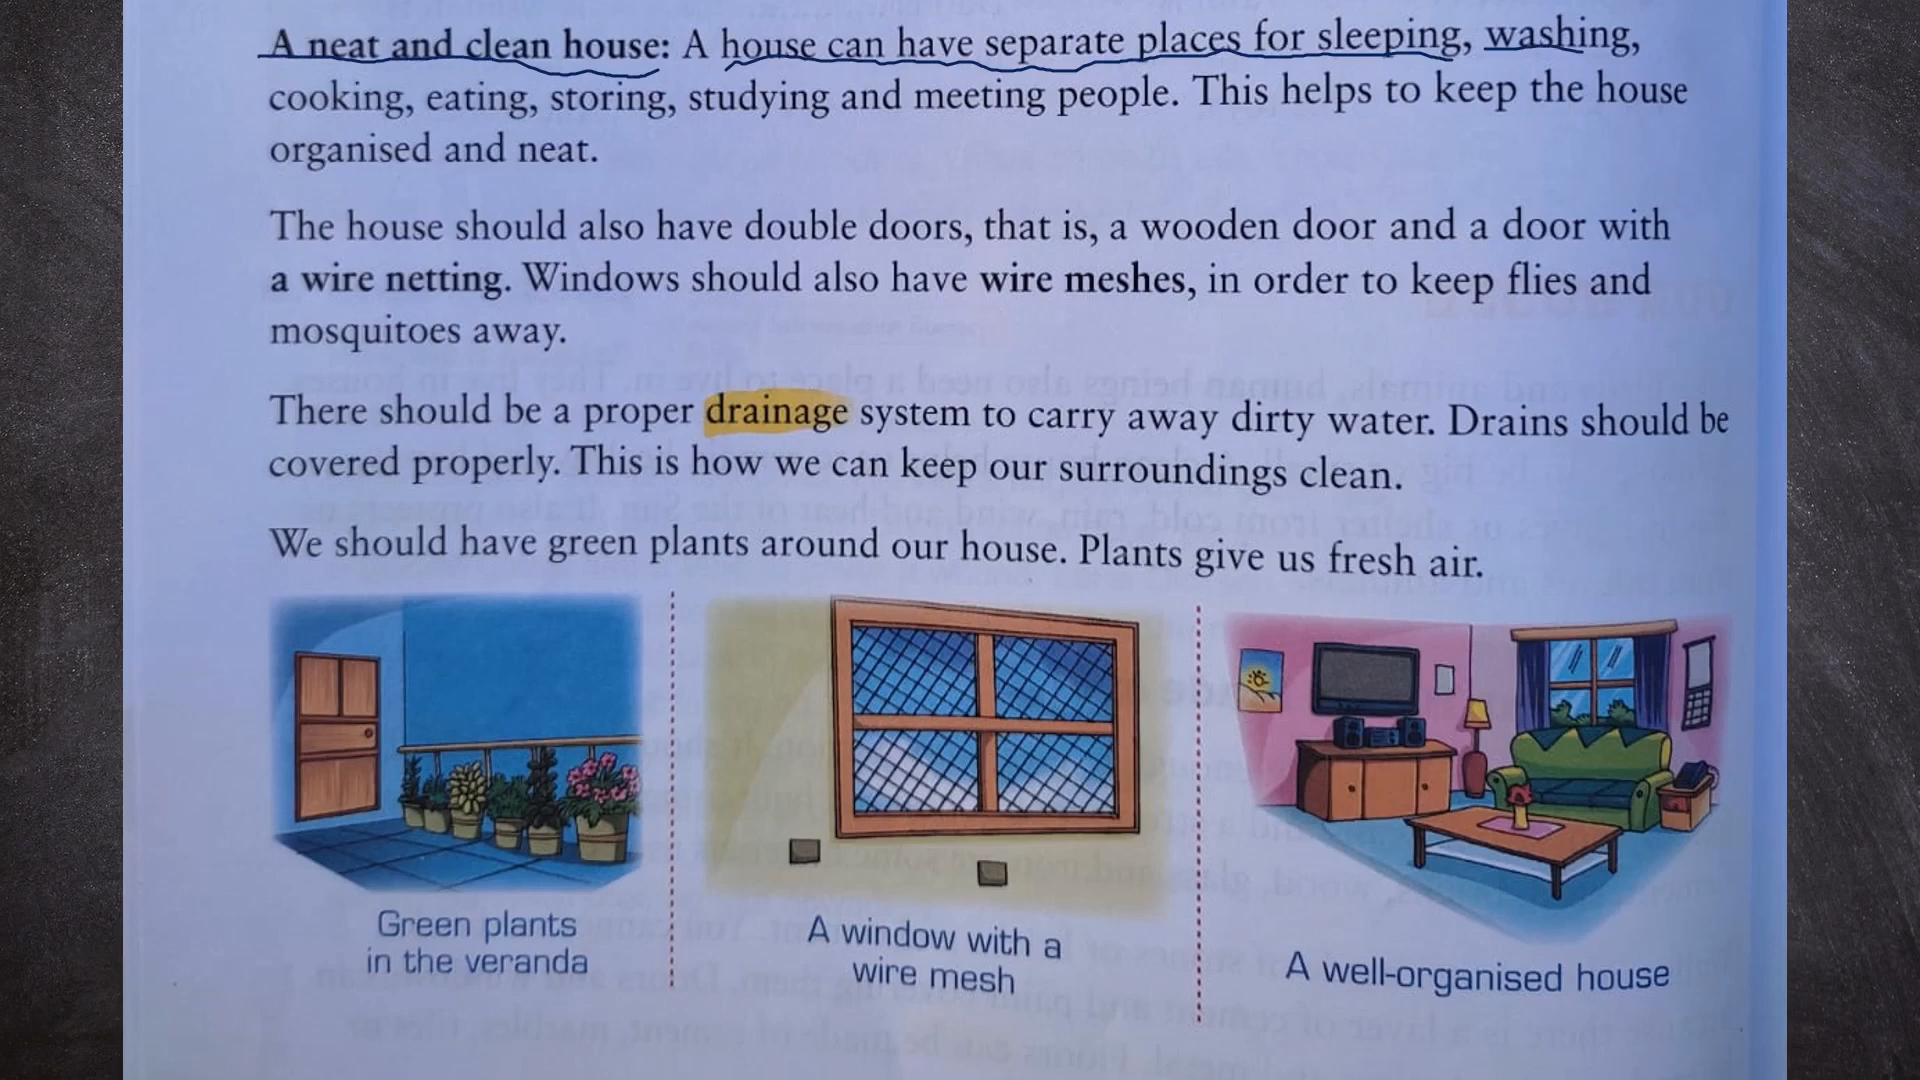 A neat and clean house: A house can have separate places for sleeping, washing,
cooking, eating, storing, studying and meeting people. This helps to keep the house
organised and neat.
The house should also have double doors, that is, a wooden door and a door with
a wire netting. Windows should also have wire meshes, in order to keep flies and
mosquitoes away.
There should be a proper drainage system to carry away dirty water. Drains should be
covered properly. This is how we can keep our surroundings clean.
We should have green plants around our house. Plants give us fresh air.
Green plants
in the veranda
A window with a
wire mesh
A well-organised house